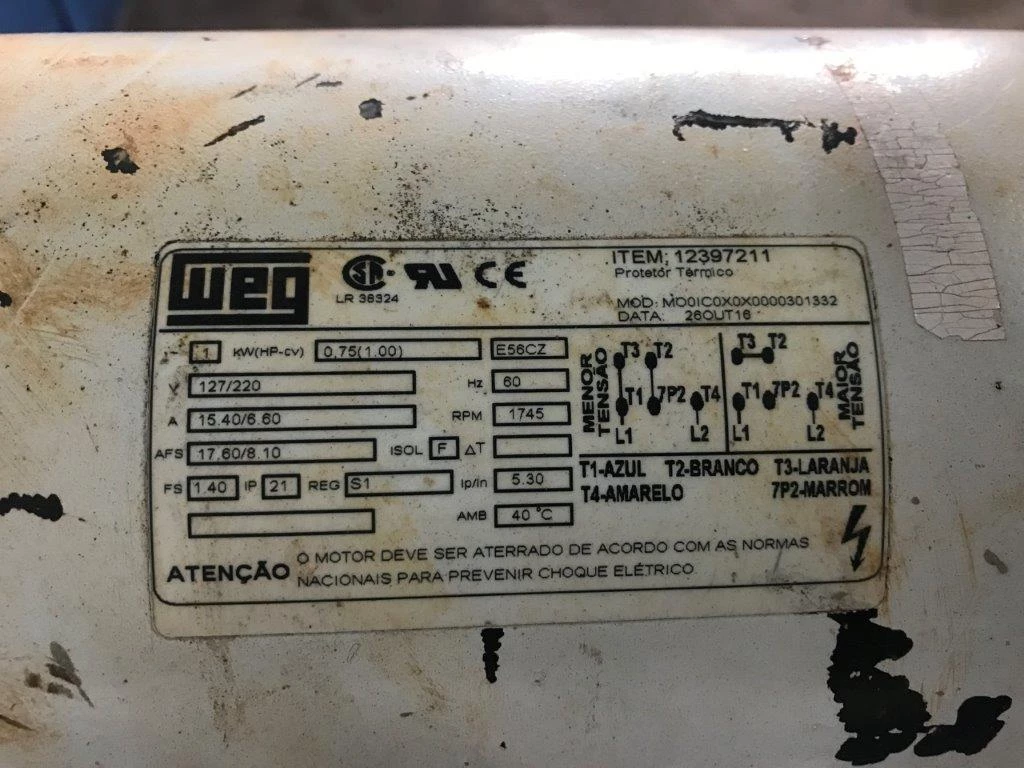 WEG
SA RU CE
LR 38324
ITEM; 12397211
Protetór Térmico
MOD: MO0IC0X0X0000301332
DATA: 26OUT16
1 KW(HP-cv) 0,75(1.00) E56CZ
V 127/220 Hz 60
A 15.40/6.60 RPM 1745
AFS 17.60/8.10 ISOL F ΔT
FS 1.40 IP 21 REG S1 Ip/in 5.30
AMB 40 °C
MENOR TENSÃO
T3 T2
T1 7P2 T4
L1 L2
T3 T2
T1 7P2 T4
L1 L2
MAIOR TENSÃO
T1-AZUL T2-BRANCO T3-LARANJA
T4-AMARELO 7P2-MARROM
ATENÇÃO O MOTOR DEVE SER ATERRADO DE ACORDO COM AS NORMAS
NACIONAIS PARA PREVENIR CHOQUE ELÉTRICO.